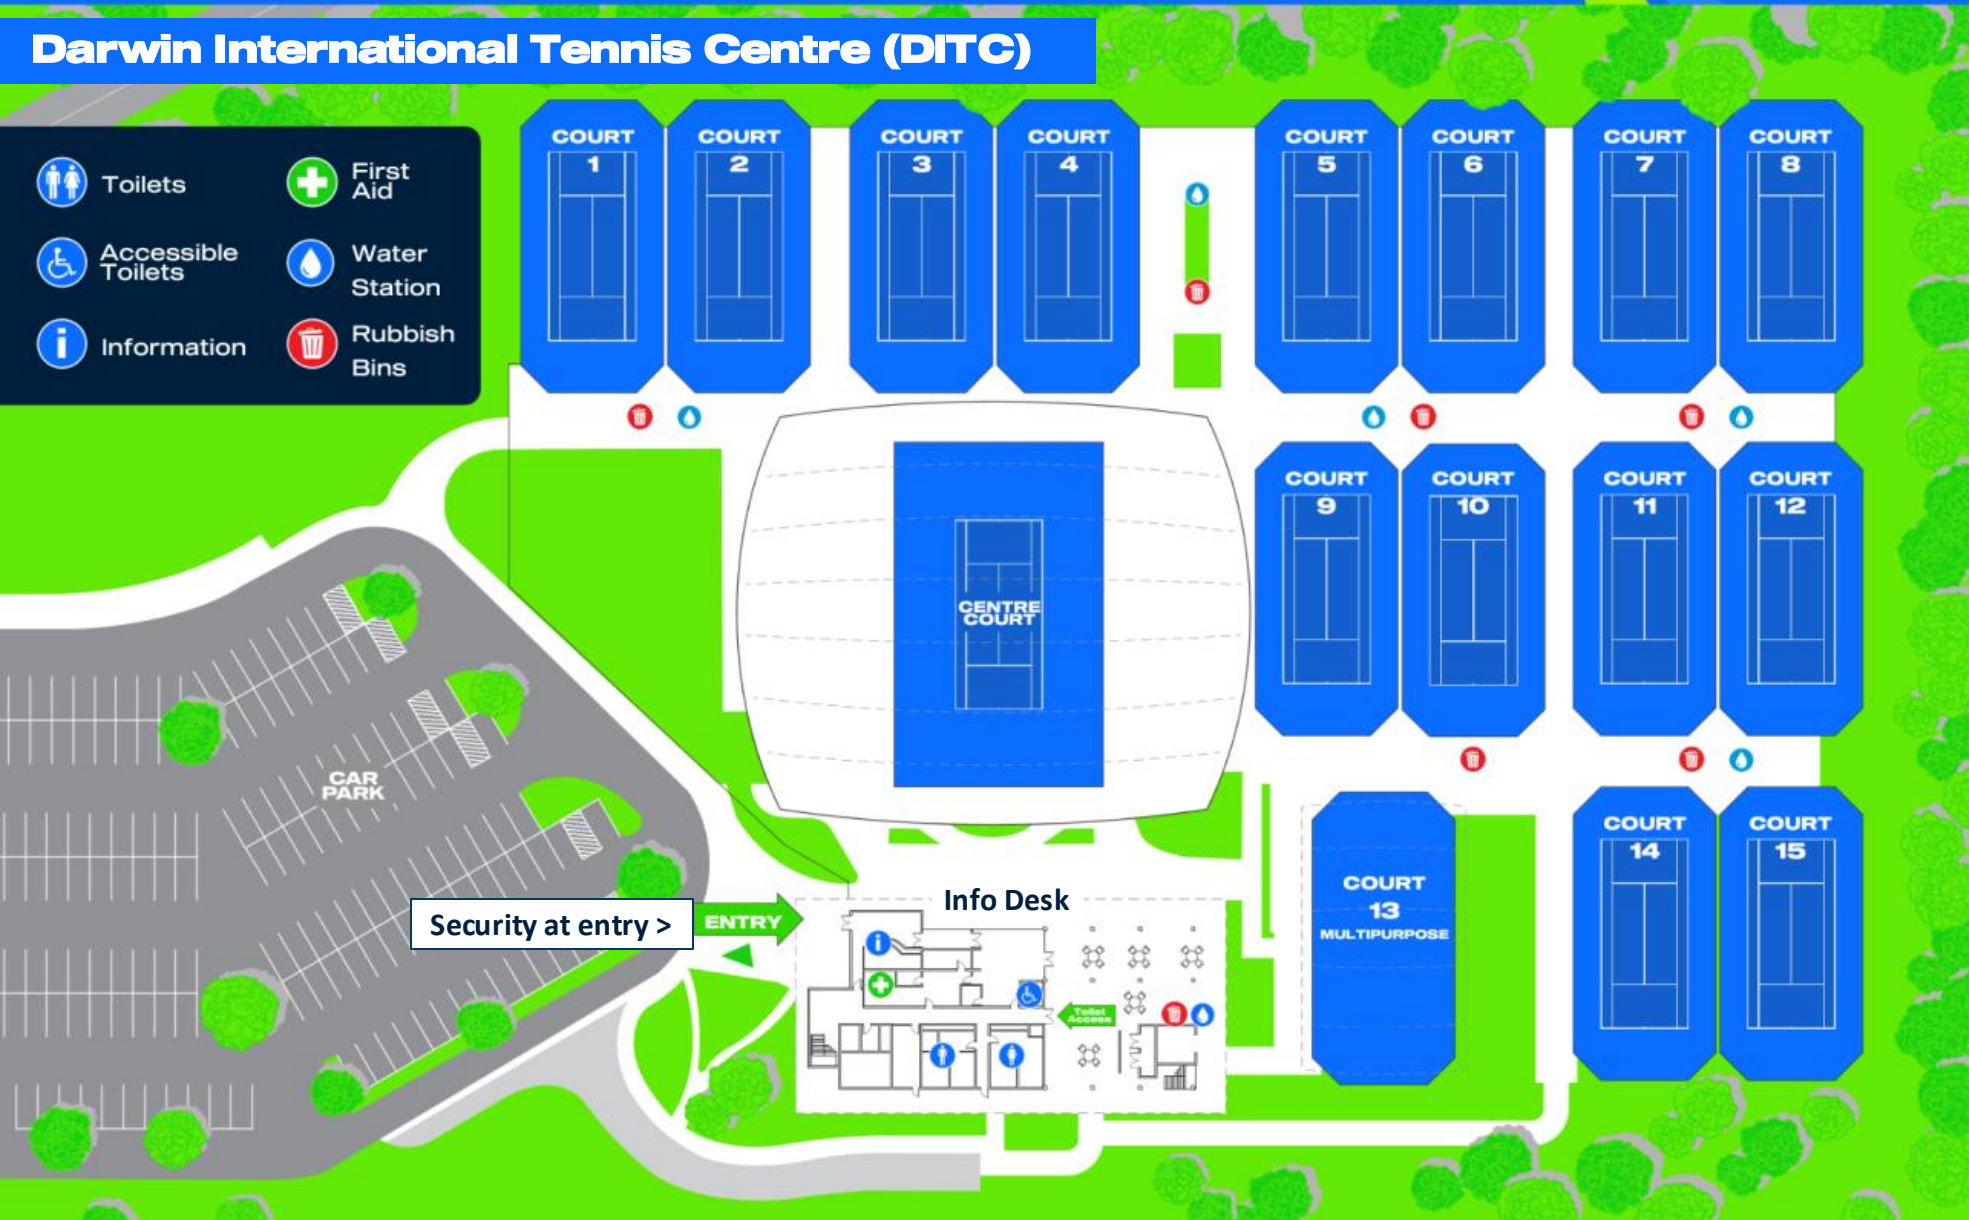 Darwin International Tennis Centre (DITC)
Toilets
First
Aid
Accessible
Toilets
Water
Station
Information
Rubbish
Bins
COURT
1
COURT
2
COURT
3
COURT
4
COURT
5
COURT
6
COURT
7
COURT
8
COURT
9
COURT
10
COURT
11
COURT
12
CENTRE
COURT
CAR
PARK
COURT
13
MULTIPURPOSE
COURT
14
COURT
15
Info Desk
Security at entry >
ENTRY
Toilet
Access